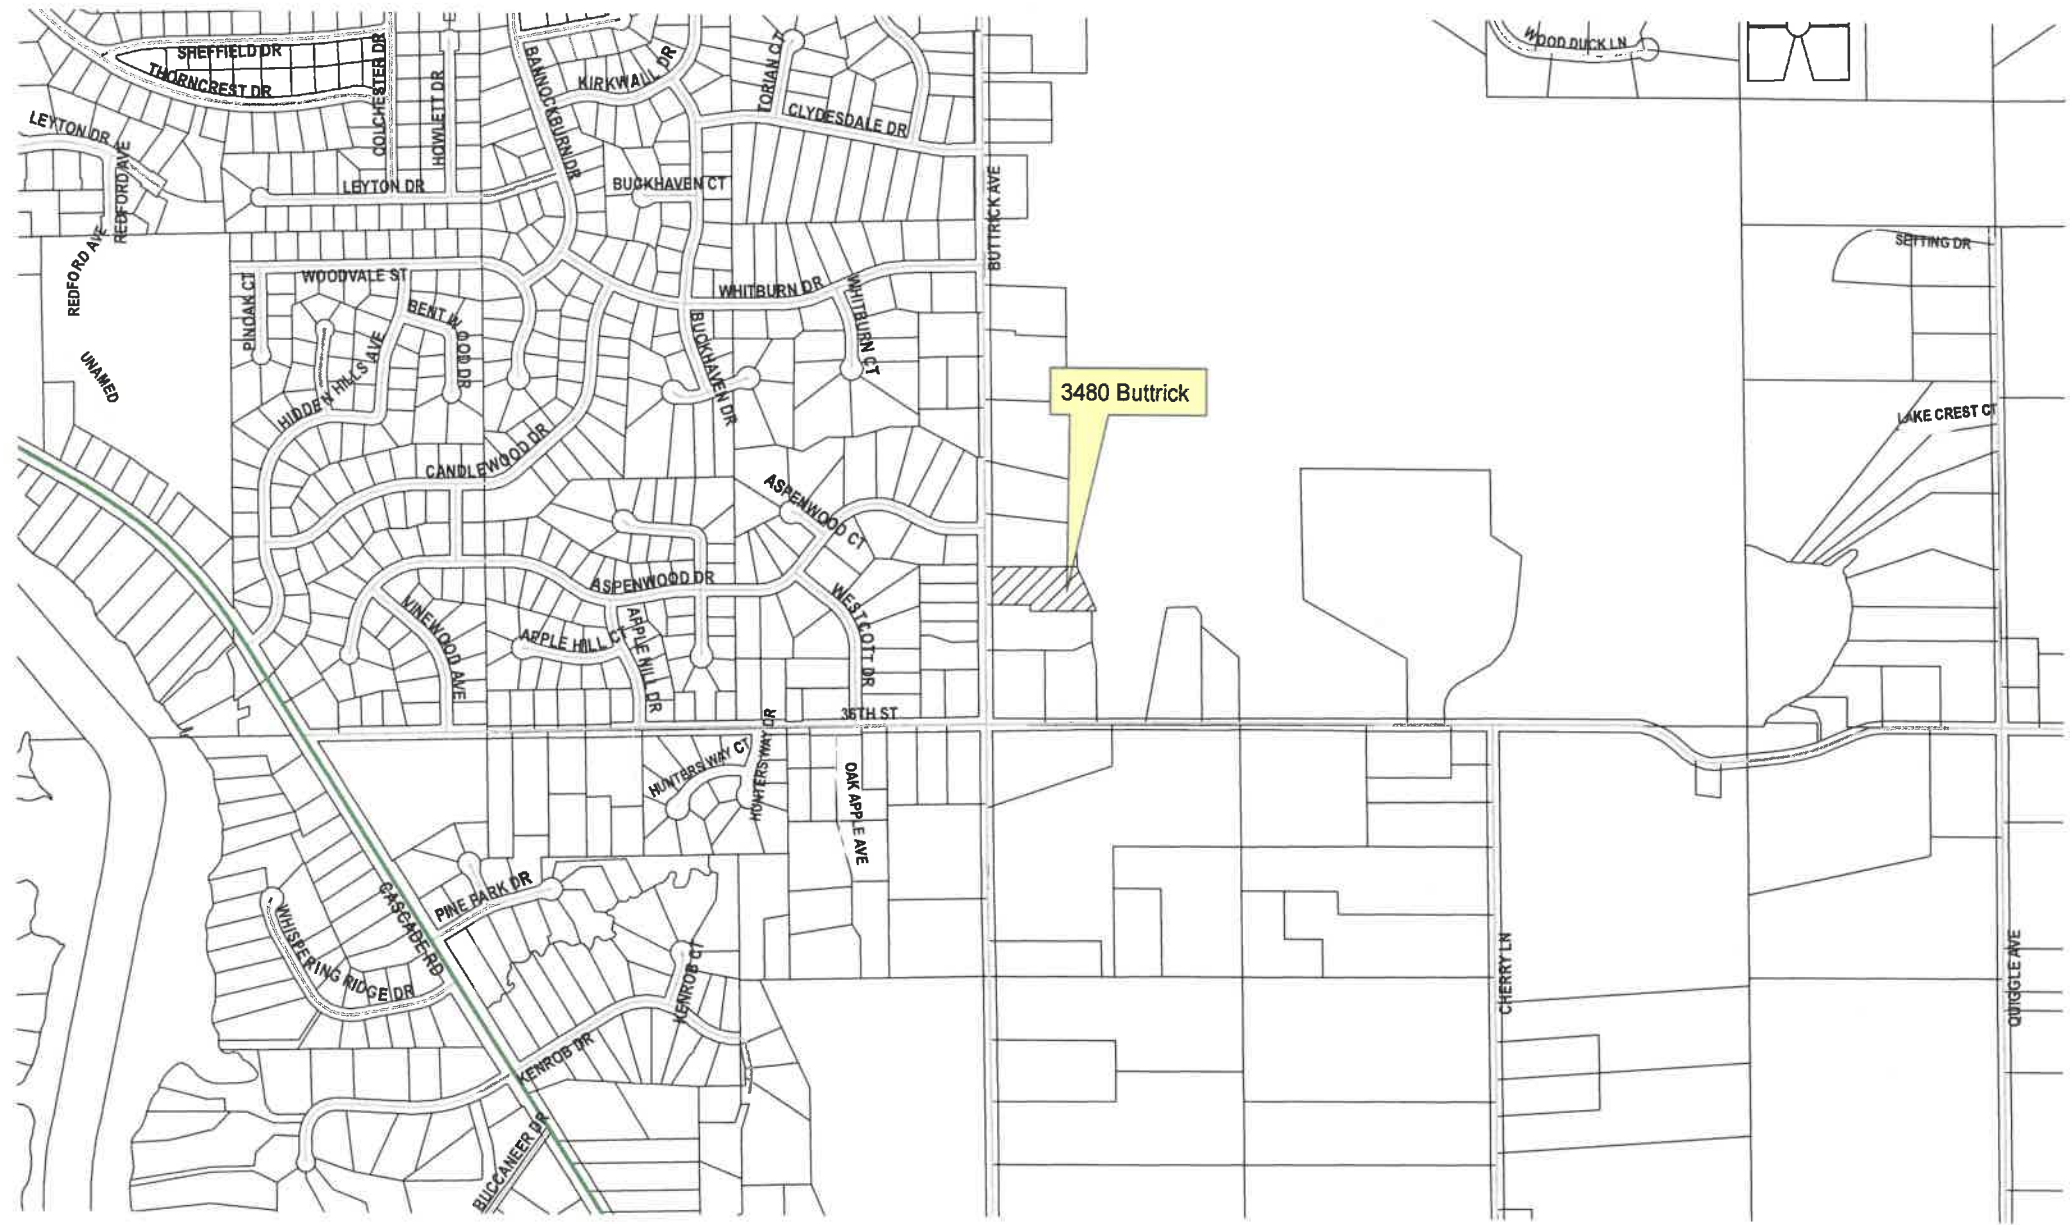 SHEFFIELD DR
THORNCREST DR
COLCHESTER DR
HOWLETT DR
BANNOCKBURN DR
KIRKWALL DR
TORIAN CT
CLYDESDALE DR
WOOD DUCK LN
LEYTON DR
REDFORD AVE
LEYTON DR
BUCKHAVEN CT
BUTTRICK AVE
REDFORD AVE
SETTING DR
PINOAK CT
WOODVALE ST
BENTWOOD DR
WHITBURN DR
WHITBURN CT
HIDDEN HILLS AVE
BUCKHAVEN DR
UNAMED
3480 Buttrick
LAKE CREST CT
CANDLEWOOD DR
ASPENWOOD CT
ASPENWOOD DR
VINEWOOD AVE
APPLE HILL CT
APPLE HILL DR
WESTCOTT DR
36TH ST
HUNTERS WAY CT
HUNTERS WAY DR
OAK APPLE AVE
CASCADE RD
PINE PARK DR
WHISPERING RIDGE DR
KENROB CT
KENROB DR
CHERRY LN
QUIGGLE AVE
BUCCANEER DR